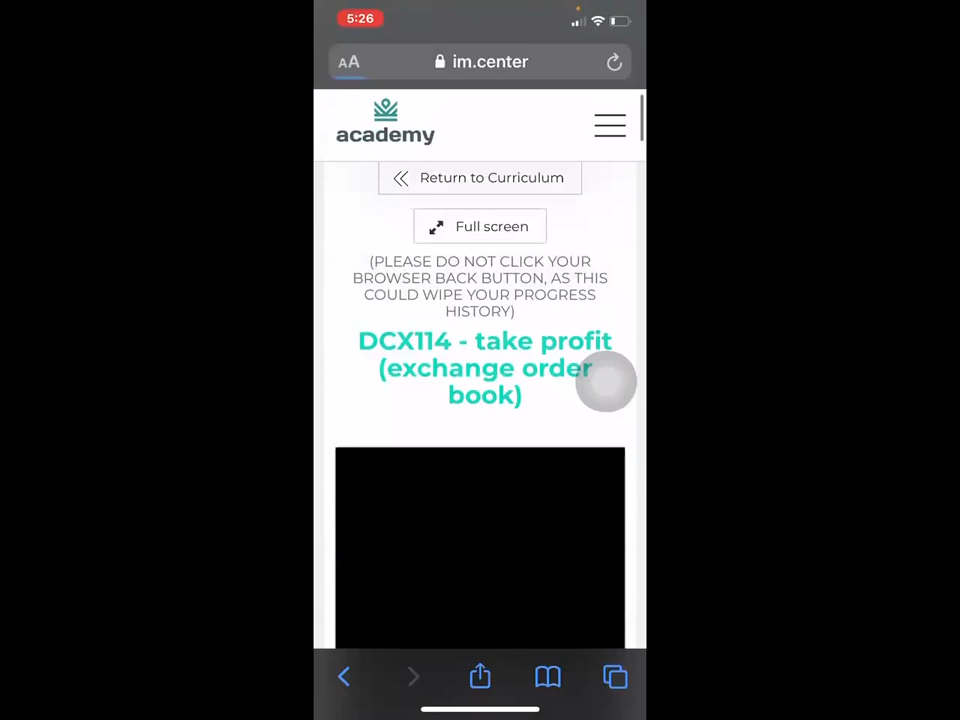 5:26
AA im.center
academy
Return to Curriculum
Full screen
(PLEASE DO NOT CLICK YOUR
BROWSER BACK BUTTON, AS THIS
COULD WIPE YOUR PROGRESS
HISTORY)
DCX114 - take profit
(exchange order
book)